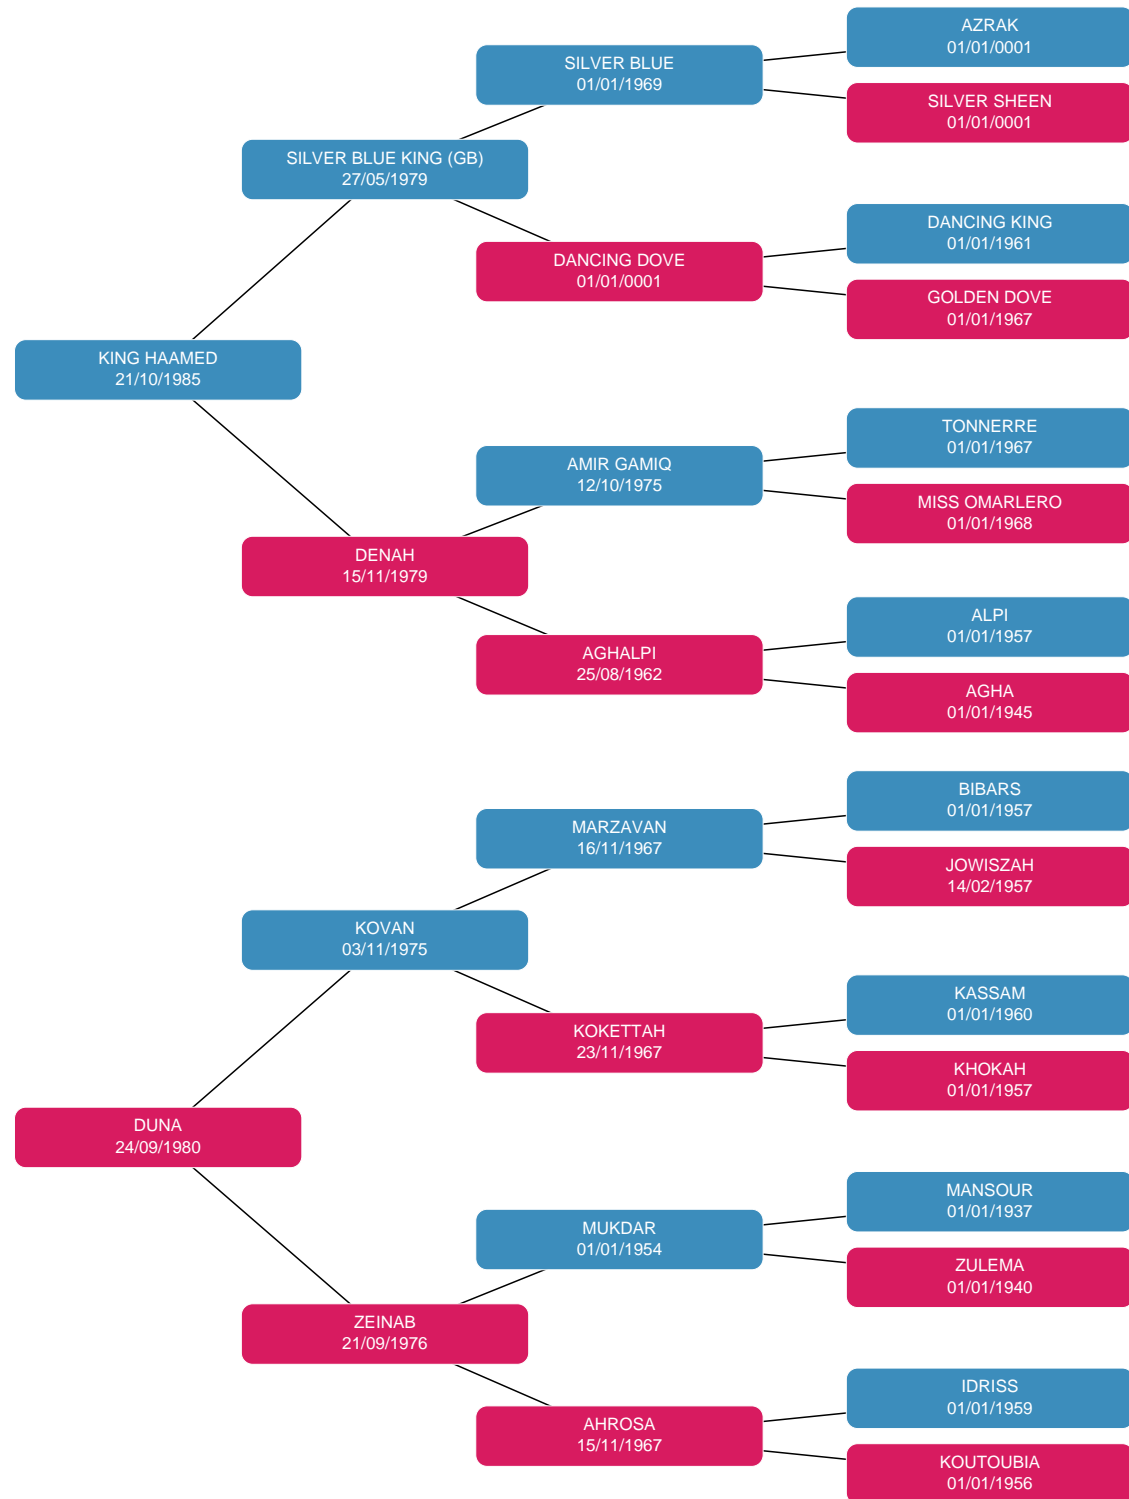 AZRAK
01/01/0001
SILVER BLUE
01/01/1969
SILVER SHEEN
01/01/0001
SILVER BLUE KING (GB)
27/05/1979
DANCING KING
01/01/1961
DANCING DOVE
01/01/0001
GOLDEN DOVE
01/01/1967
KING HAAMED
21/10/1985
TONNERRE
01/01/1967
AMIR GAMIQ
12/10/1975
MISS OMARLERO
01/01/1968
DENAH
15/11/1979
ALPI
01/01/1957
AGHALPI
25/08/1962
AGHA
01/01/1945
BIBARS
01/01/1957
MARZAVAN
16/11/1967
JOWISZAH
14/02/1957
KOVAN
03/11/1975
KASSAM
01/01/1960
KOKETTAH
23/11/1967
KHOKAH
01/01/1957
DUNA
24/09/1980
MANSOUR
01/01/1937
MUKDAR
01/01/1954
ZULEMA
01/01/1940
ZEINAB
21/09/1976
IDRISS
01/01/1959
AHROSA
15/11/1967
KOUTOUBIA
01/01/1956